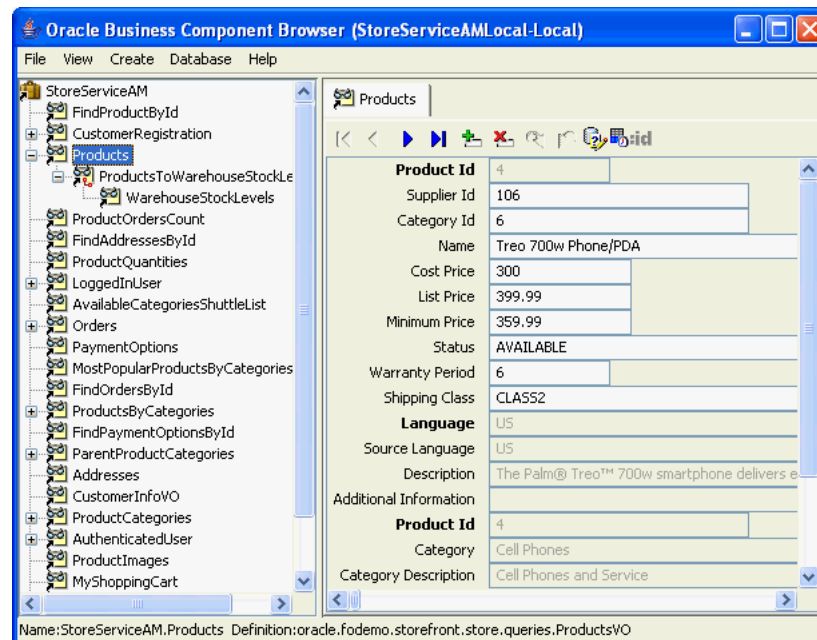 Oracle Business Component Browser (StoreServiceAMLocal-Local)
File View Create Database Help
StoreServiceAM
FindProductById
CustomerRegistration
Products
ProductsToWarehouseStockLe
WarehouseStockLevels
ProductOrdersCount
FindAddressesById
ProductQuantities
LoggedInUser
AvailableCategoriesShuttleList
Orders
PaymentOptions
MostPopularProductsByCategories
FindOrdersById
ProductsByCategories
FindPaymentOptionsById
ParentProductCategories
Addresses
CustomerInfoVO
ProductCategories
AuthenticatedUser
ProductImages
MyShoppingCart
Products
:id
Product Id 4
Supplier Id 106
Category Id 6
Name Treo 700w Phone/PDA
Cost Price 300
List Price 399.99
Minimum Price 359.99
Status AVAILABLE
Warranty Period 6
Shipping Class CLASS2
Language US
Source Language US
Description The Palm® Treo™ 700w smartphone delivers e
Additional Information
Product Id 4
Category Cell Phones
Category Description Cell Phones and Service
Name:StoreServiceAM.Products Definition:oracle.fodemo.storefront.store.queries.ProductsVO